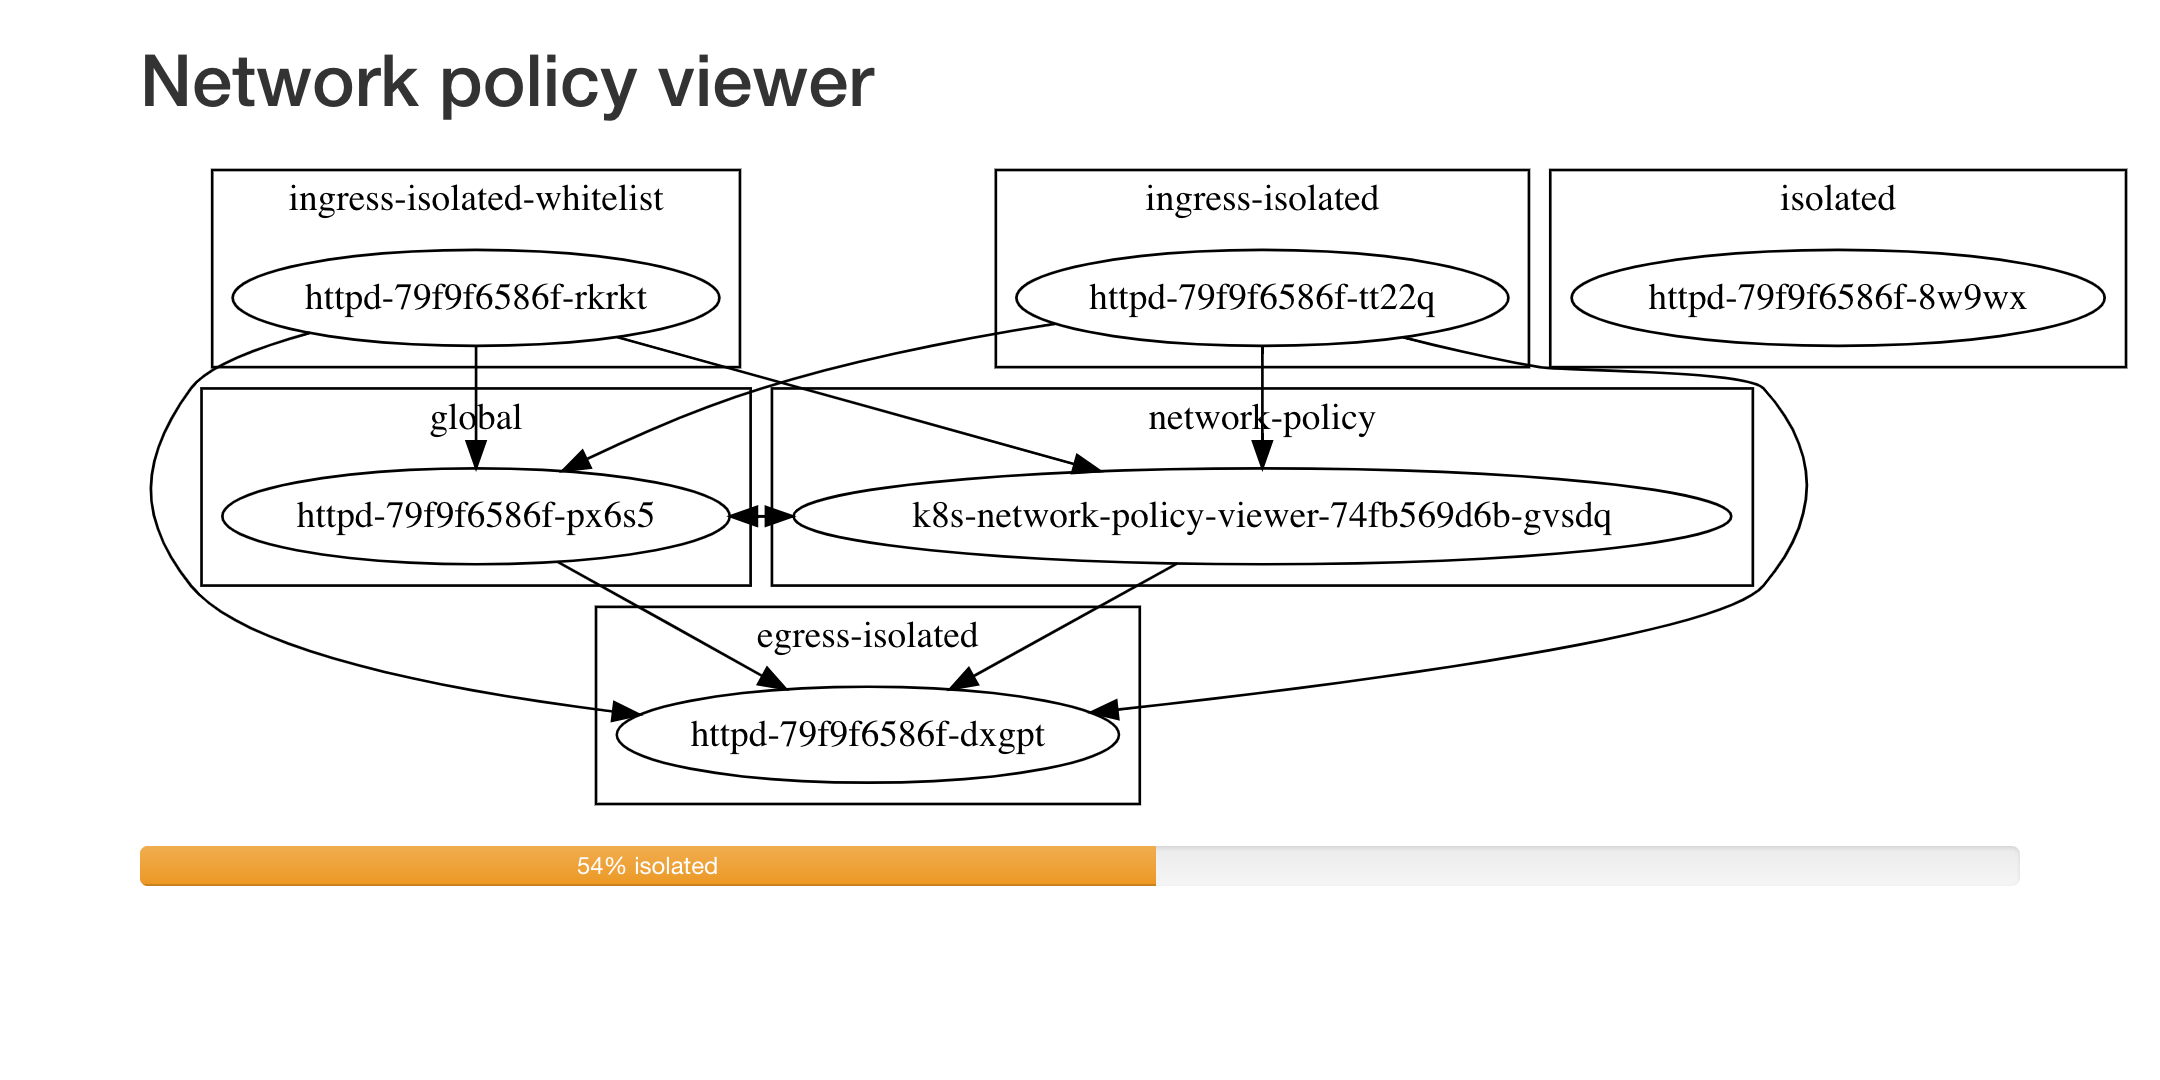 Network policy viewer
ingress-isolated-whitelist
ingress-isolated
isolated
httpd-79f9f6586f-rkrkt
httpd-79f9f6586f-tt22q
httpd-79f9f6586f-8w9wx
global
network-policy
httpd-79f9f6586f-px6s5
k8s-network-policy-viewer-74fb569d6b-gvsdq
egress-isolated
httpd-79f9f6586f-dxgpt
54% isolated